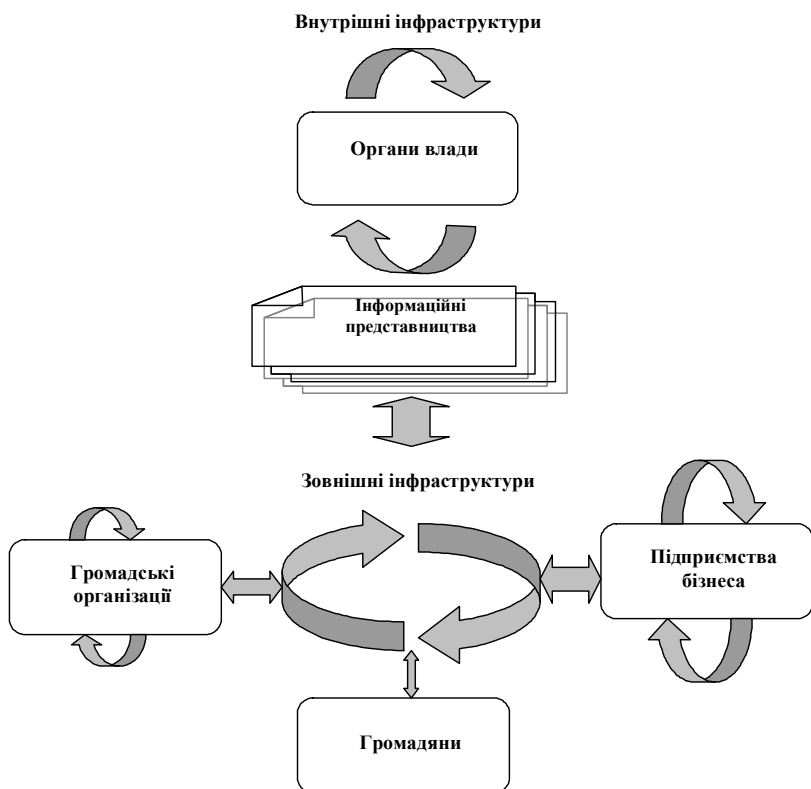 Внутрішні інфраструктури
Органи влади
Інформаційні
представництва
Зовнішні інфраструктури
Громадські
організації
Підприємства
бізнеса
Громадяни